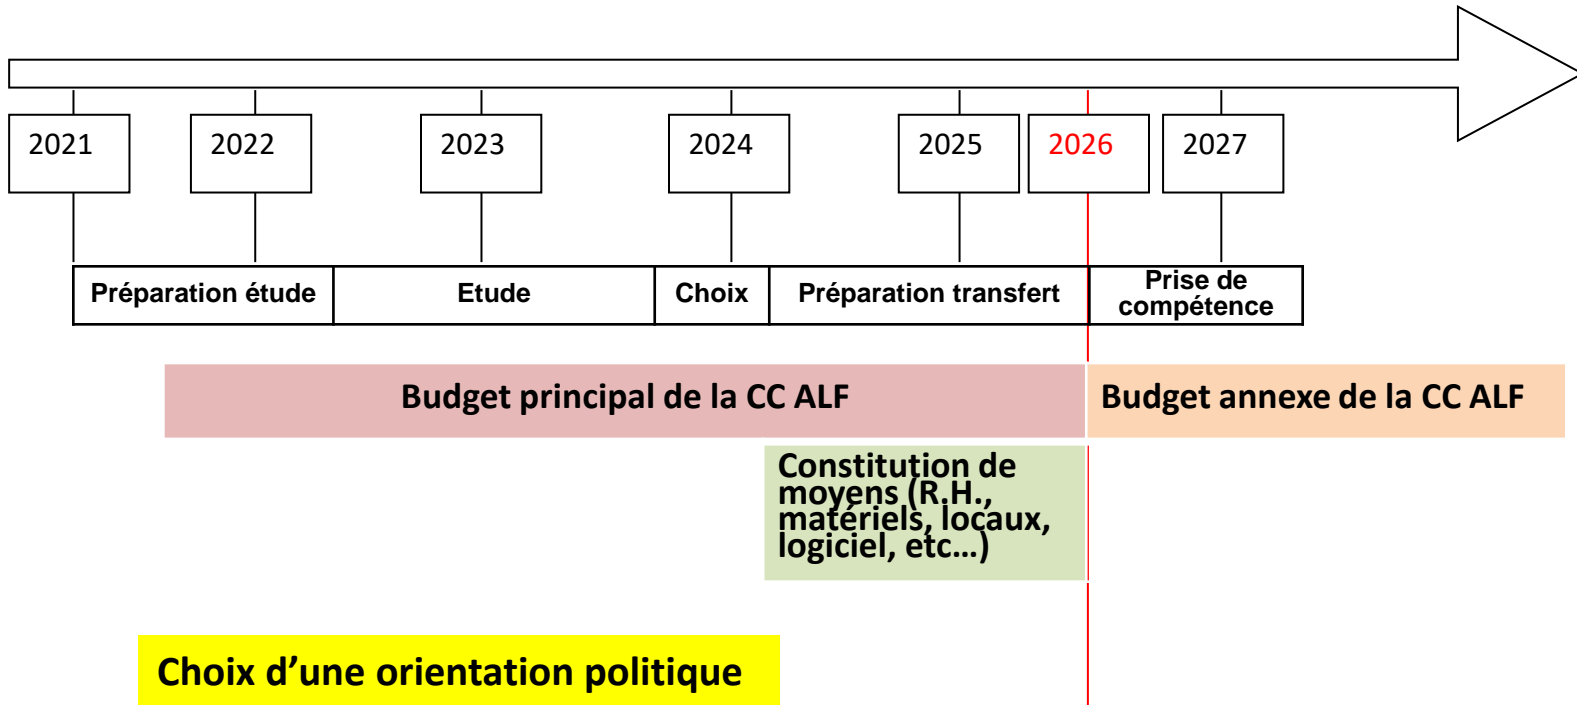 2021
2022
2023
2024
2025
2026
2027
Préparation étude
Etude
Choix
Préparation transfert
Prise de
compétence
Budget principal de la CC ALF
Budget annexe de la CC ALF
Constitution de
moyens (R.H.,
matériels, locaux,
logiciel, etc…)
Choix d’une orientation politique